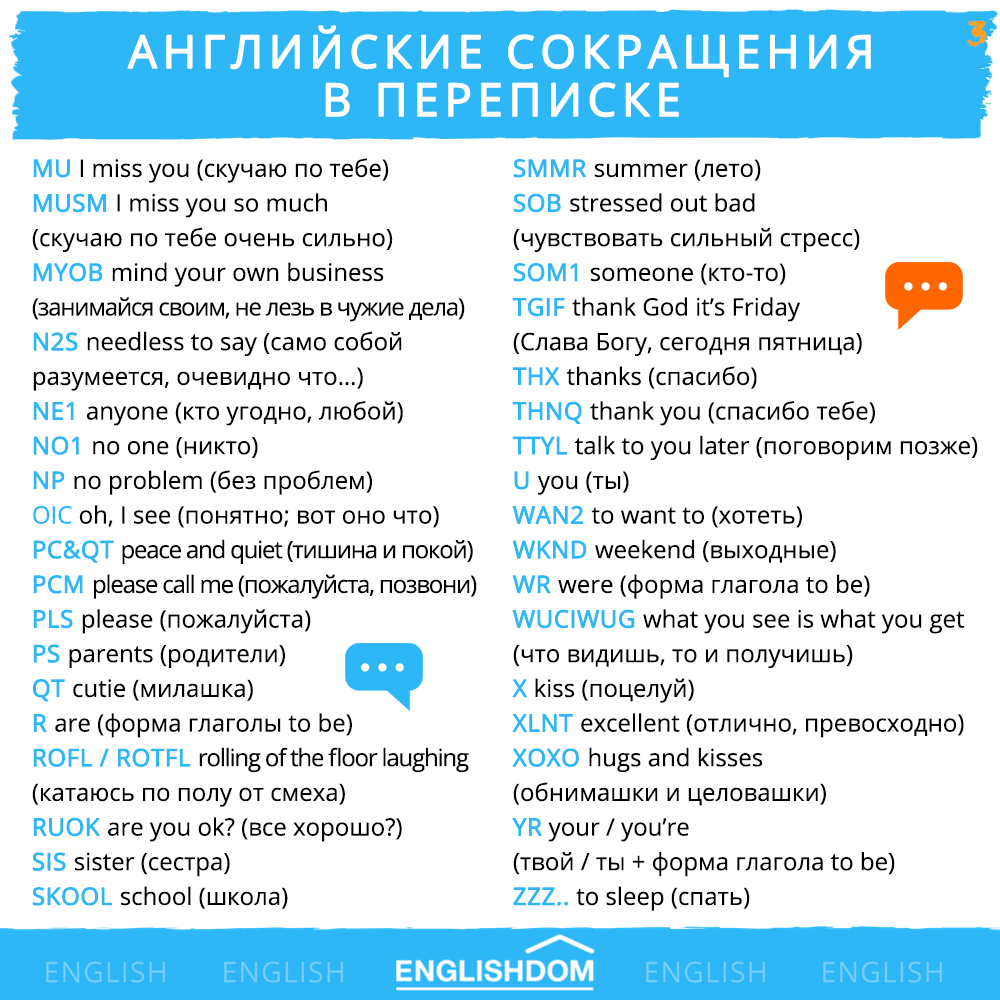 АНГЛИЙСКИЕ СОКРАЩЕНИЯ
В ПЕРЕПИСКЕ
3
MU I miss you (скучаю по тебе)
MUSM I miss you so much
(скучаю по тебе очень сильно)
MYOB mind your own business
(занимайся своим, не лезь в чужие дела)
N2S needless to say (само собой
разумеется, очевидно что...)
NE1 anyone (кто угодно, любой)
NO1 no one (никто)
NP no problem (без проблем)
OIC oh, I see (понятно; вот оно что)
PC&QT peace and quiet (тишина и покой)
PCM please call me (пожалуйста, позвони)
PLS please (пожалуйста)
PS parents (родители)
QT cutie (милашка)
R are (форма глаголы to be)
ROFL / ROTFL rolling of the floor laughing
(катаюсь по полу от смеха)
RUOK are you ok? (все хорошо?)
SIS sister (сестра)
SKOOL school (школа)
SMMR summer (лето)
SOB stressed out bad
(чувствовать сильный стресс)
SOM1 someone (кто-то)
TGIF thank God it's Friday
(Слава Богу, сегодня пятница)
THX thanks (спасибо)
THNQ thank you (спасибо тебе)
TTYL talk to you later (поговорим позже)
U you (ты)
WAN2 to want to (хотеть)
WKND weekend (выходные)
WR were (форма глагола to be)
WUCIWUG what you see is what you get
(что видишь, то и получишь)
X kiss (поцелуй)
XLNT excellent (отлично, превосходно)
XOXO hugs and kisses
(обнимашки и целовашки)
YR your / you're
(твой / ты + форма глагола to be)
ZZZ.. to sleep (спать)
ENGLISH ENGLISH ENGLISHDOM ENGLISH ENGLISH